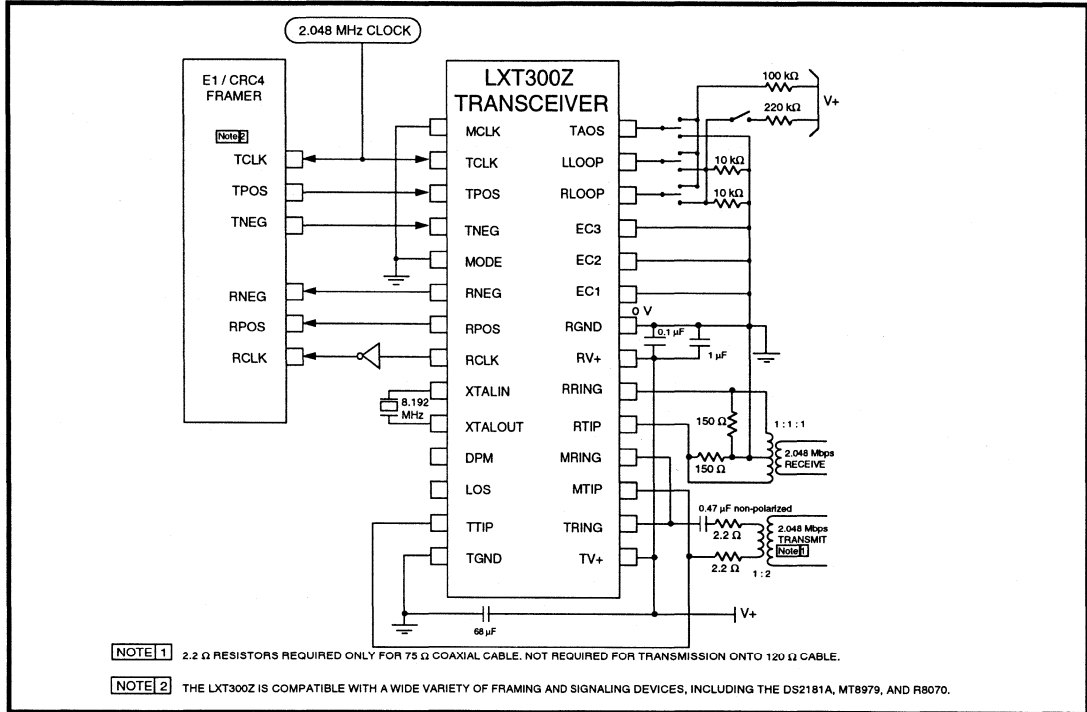 2.048 MHz CLOCK
E1 / CRC4
FRAMER
Note 2
TCLK
TPOS
TNEG
RNEG
RPOS
RCLK
LXT300Z
TRANSCEIVER
MCLK
TCLK
TPOS
TNEG
MODE
RNEG
RPOS
RCLK
XTALIN
XTALOUT
DPM
LOS
TTIP
TGND
8.192
MHz
TAOS
LLOOP
RLOOP
EC3
EC2
EC1
RGND
RV+
RRING
RTIP
MRING
MTIP
TRING
TV+
100 kΩ
220 kΩ
V+
10 kΩ
10 kΩ
0 V
0.1 µF
1 µF
150 Ω
150 Ω
1 : 1 : 1
2.048 Mbps
RECEIVE
0.47 µF non-polarized
2.2 Ω
2.2 Ω
1 : 2
2.048 Mbps
TRANSMIT
Note 1
68 µF
V+
NOTE 1 2.2 Ω RESISTORS REQUIRED ONLY FOR 75 Ω COAXIAL CABLE. NOT REQUIRED FOR TRANSMISSION ONTO 120 Ω CABLE.
NOTE 2 THE LXT300Z IS COMPATIBLE WITH A WIDE VARIETY OF FRAMING AND SIGNALING DEVICES, INCLUDING THE DS2181A, MT8979, AND R8070.